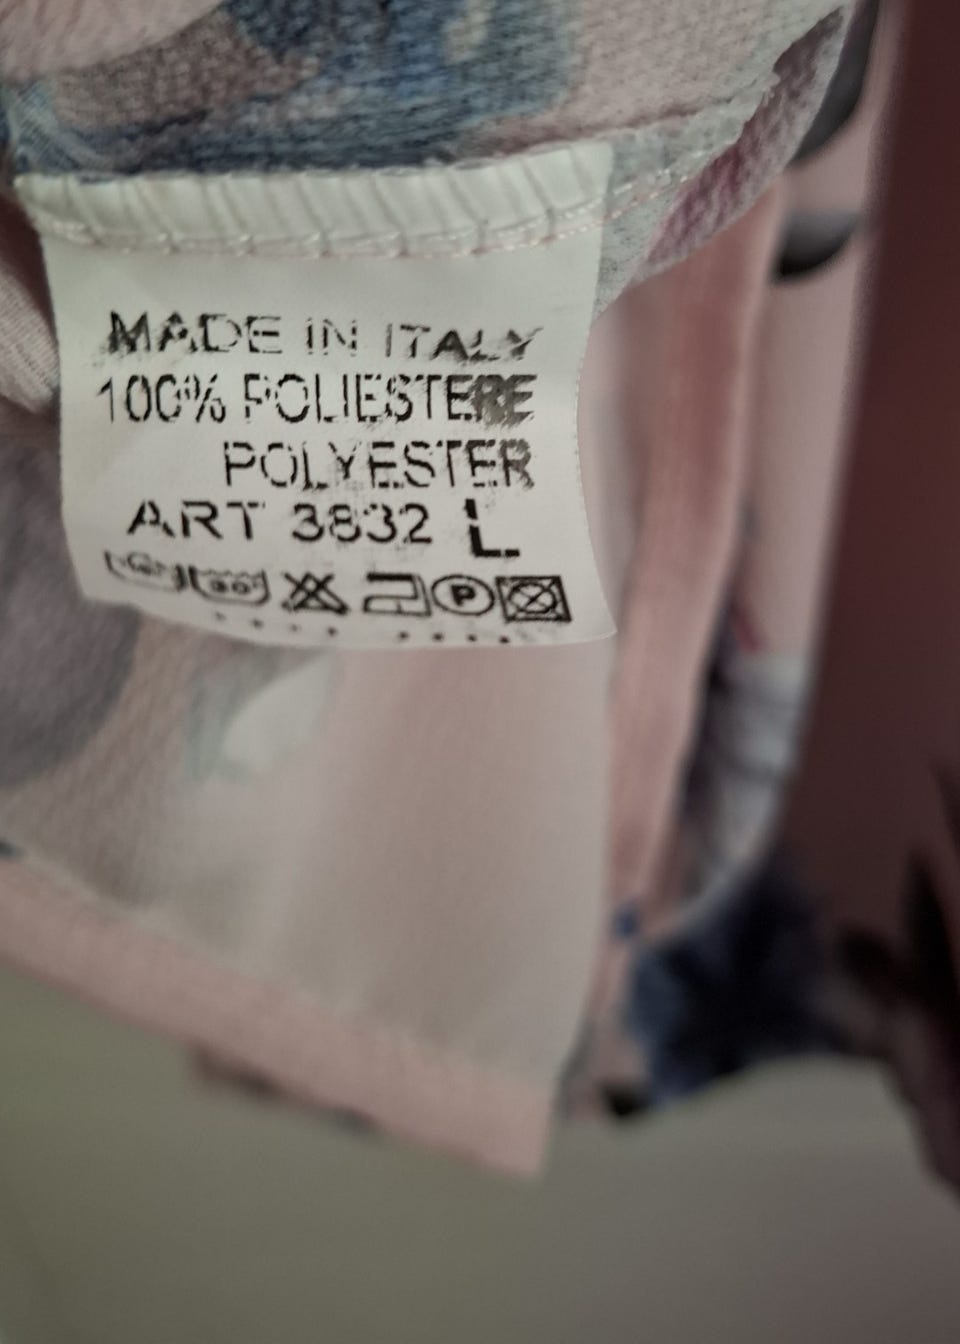 MADE IN ITALY
100% POLIESTERE
POLYESTER
ART 3832 L
P